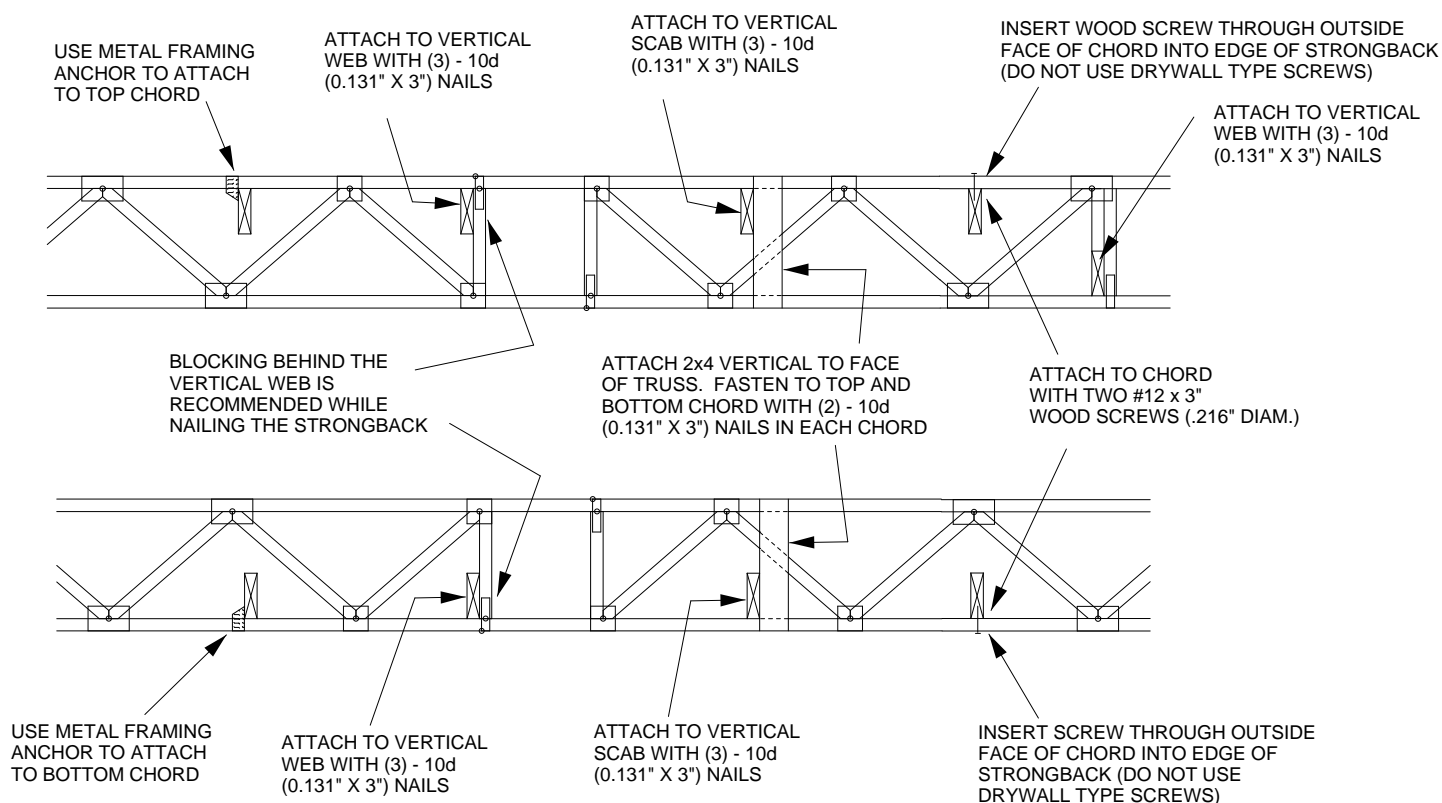 USE METAL FRAMING
ANCHOR TO ATTACH
TO TOP CHORD
ATTACH TO VERTICAL
WEB WITH (3) - 10d
(0.131" X 3") NAILS
ATTACH TO VERTICAL
SCAB WITH (3) - 10d
(0.131" X 3") NAILS
INSERT WOOD SCREW THROUGH OUTSIDE
FACE OF CHORD INTO EDGE OF STRONGBACK
(DO NOT USE DRYWALL TYPE SCREWS)
ATTACH TO VERTICAL
WEB WITH (3) - 10d
(0.131" X 3") NAILS
BLOCKING BEHIND THE
VERTICAL WEB IS
RECOMMENDED WHILE
NAILING THE STRONGBACK
ATTACH 2x4 VERTICAL TO FACE
OF TRUSS. FASTEN TO TOP AND
BOTTOM CHORD WITH (2) - 10d
(0.131" X 3") NAILS IN EACH CHORD
ATTACH TO CHORD
WITH TWO #12 x 3"
WOOD SCREWS (.216" DIAM.)
USE METAL FRAMING
ANCHOR TO ATTACH
TO BOTTOM CHORD
ATTACH TO VERTICAL
WEB WITH (3) - 10d
(0.131" X 3") NAILS
ATTACH TO VERTICAL
SCAB WITH (3) - 10d
(0.131" X 3") NAILS
INSERT SCREW THROUGH OUTSIDE
FACE OF CHORD INTO EDGE OF
STRONGBACK (DO NOT USE
DRYWALL TYPE SCREWS)